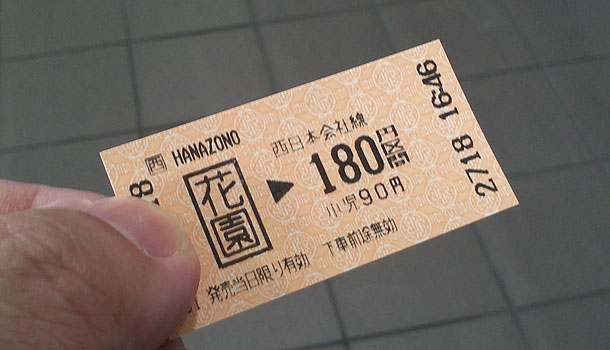 西 HANAZONO
花園
西日本会社線
▶180円区間
小児90円
発売当日限り有効 下車前途無効
2718 16:46